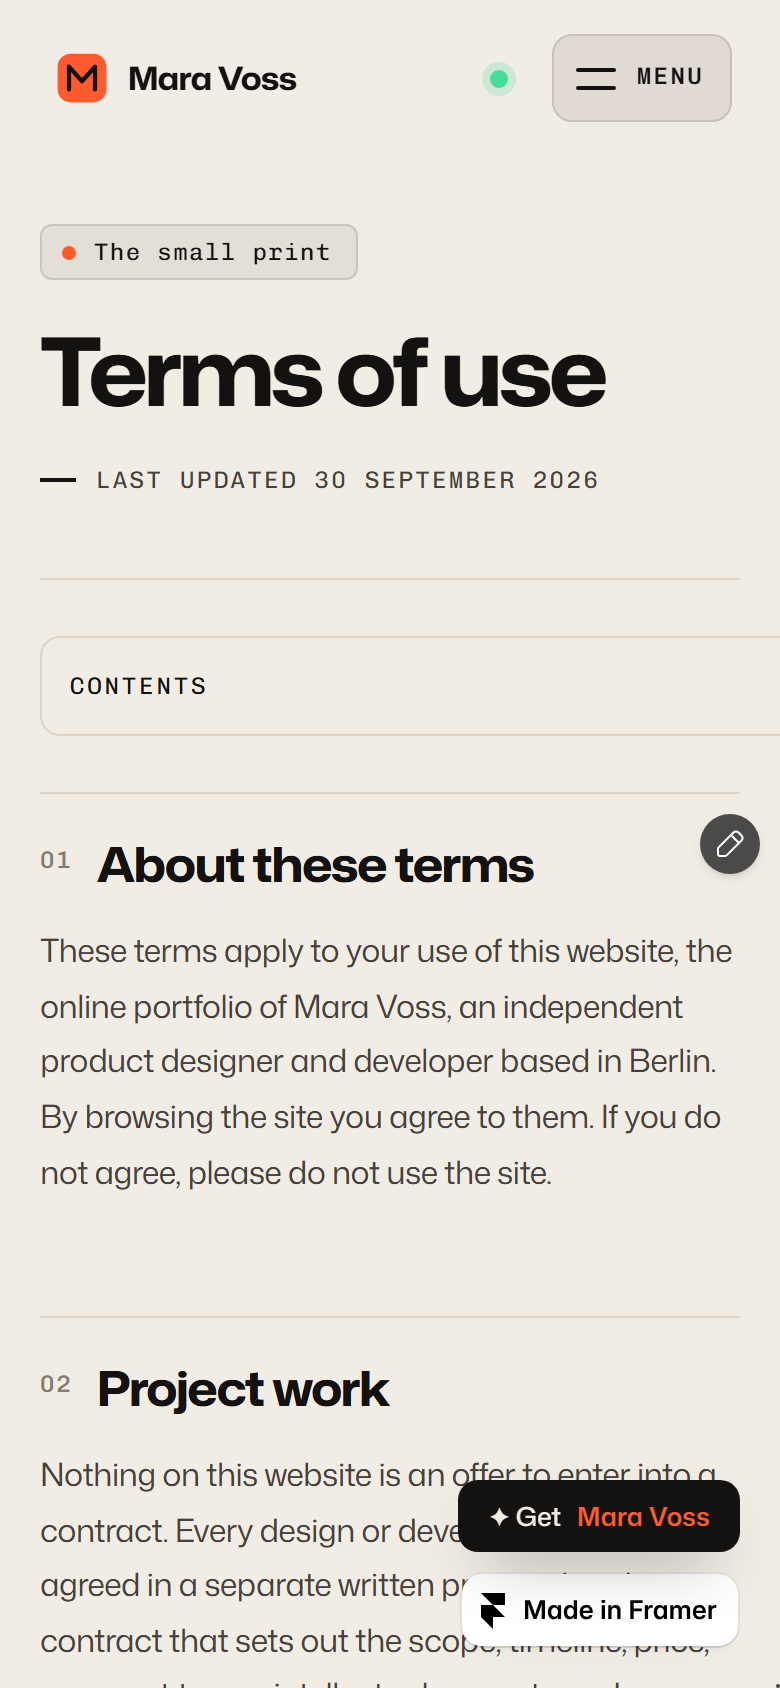 M Mara Voss
MENU
The small print
Terms of use
LAST UPDATED 30 SEPTEMBER 2026
CONTENTS
01 About these terms
These terms apply to your use of this website, the
online portfolio of Mara Voss, an independent
product designer and developer based in Berlin.
By browsing the site you agree to them. If you do
not agree, please do not use the site.
02 Project work
Nothing on this website is an offer to enter into a
contract. Every design or deve
agreed in a separate written
contract that sets out the scope, timeline, price,
Get Mara Voss
Made in Framer